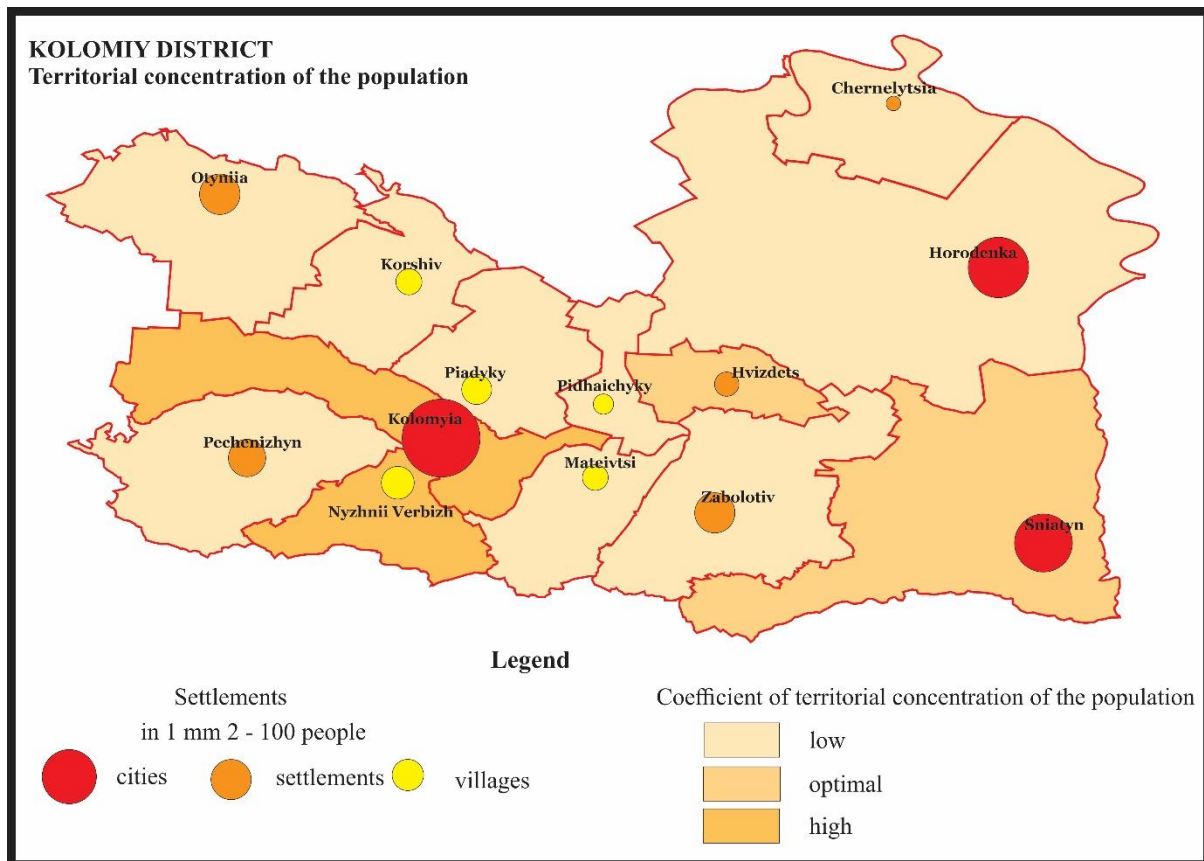 KOLOMIY DISTRICT
Territorial concentration of the population
Chernelytsia
Otyniia
Horodenka
Korshiv
Piadyky
Pidhaichyky
Hvizdets
Kolomyia
Pechenizhyn
Mateivtsi
Zabolotiv
Nyzhnii Verbizh
Sniatyn
Legend
Settlements
in 1 mm 2 - 100 people
cities
settlements
villages
Coefficient of territorial concentration of the population
low
optimal
high